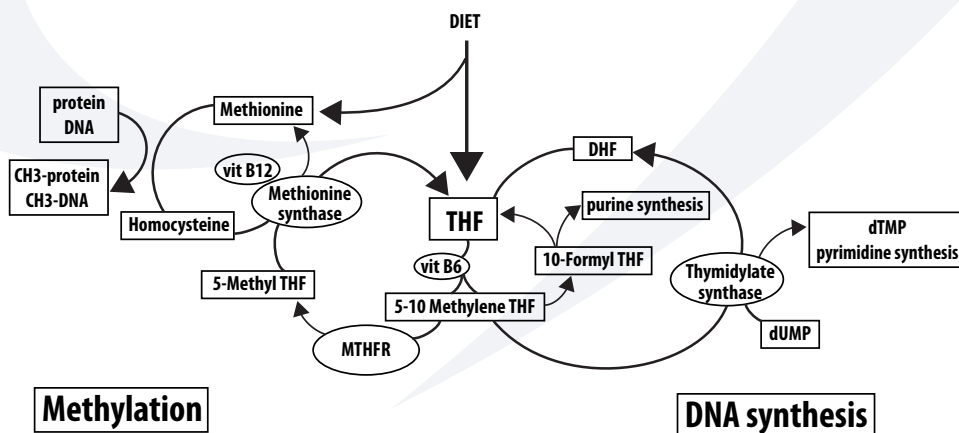 DIET
protein
DNA
Methionine
DHF
vit B12
CH3-protein
CH3-DNA
Methionine
synthase
THF
purine synthesis
Homocysteine
dTMP
pyrimidine synthesis
vit B6
10-Formyl THF
Thymidylate
synthase
5-Methyl THF
5-10 Methylene THF
dUMP
MTHFR
Methylation
DNA synthesis